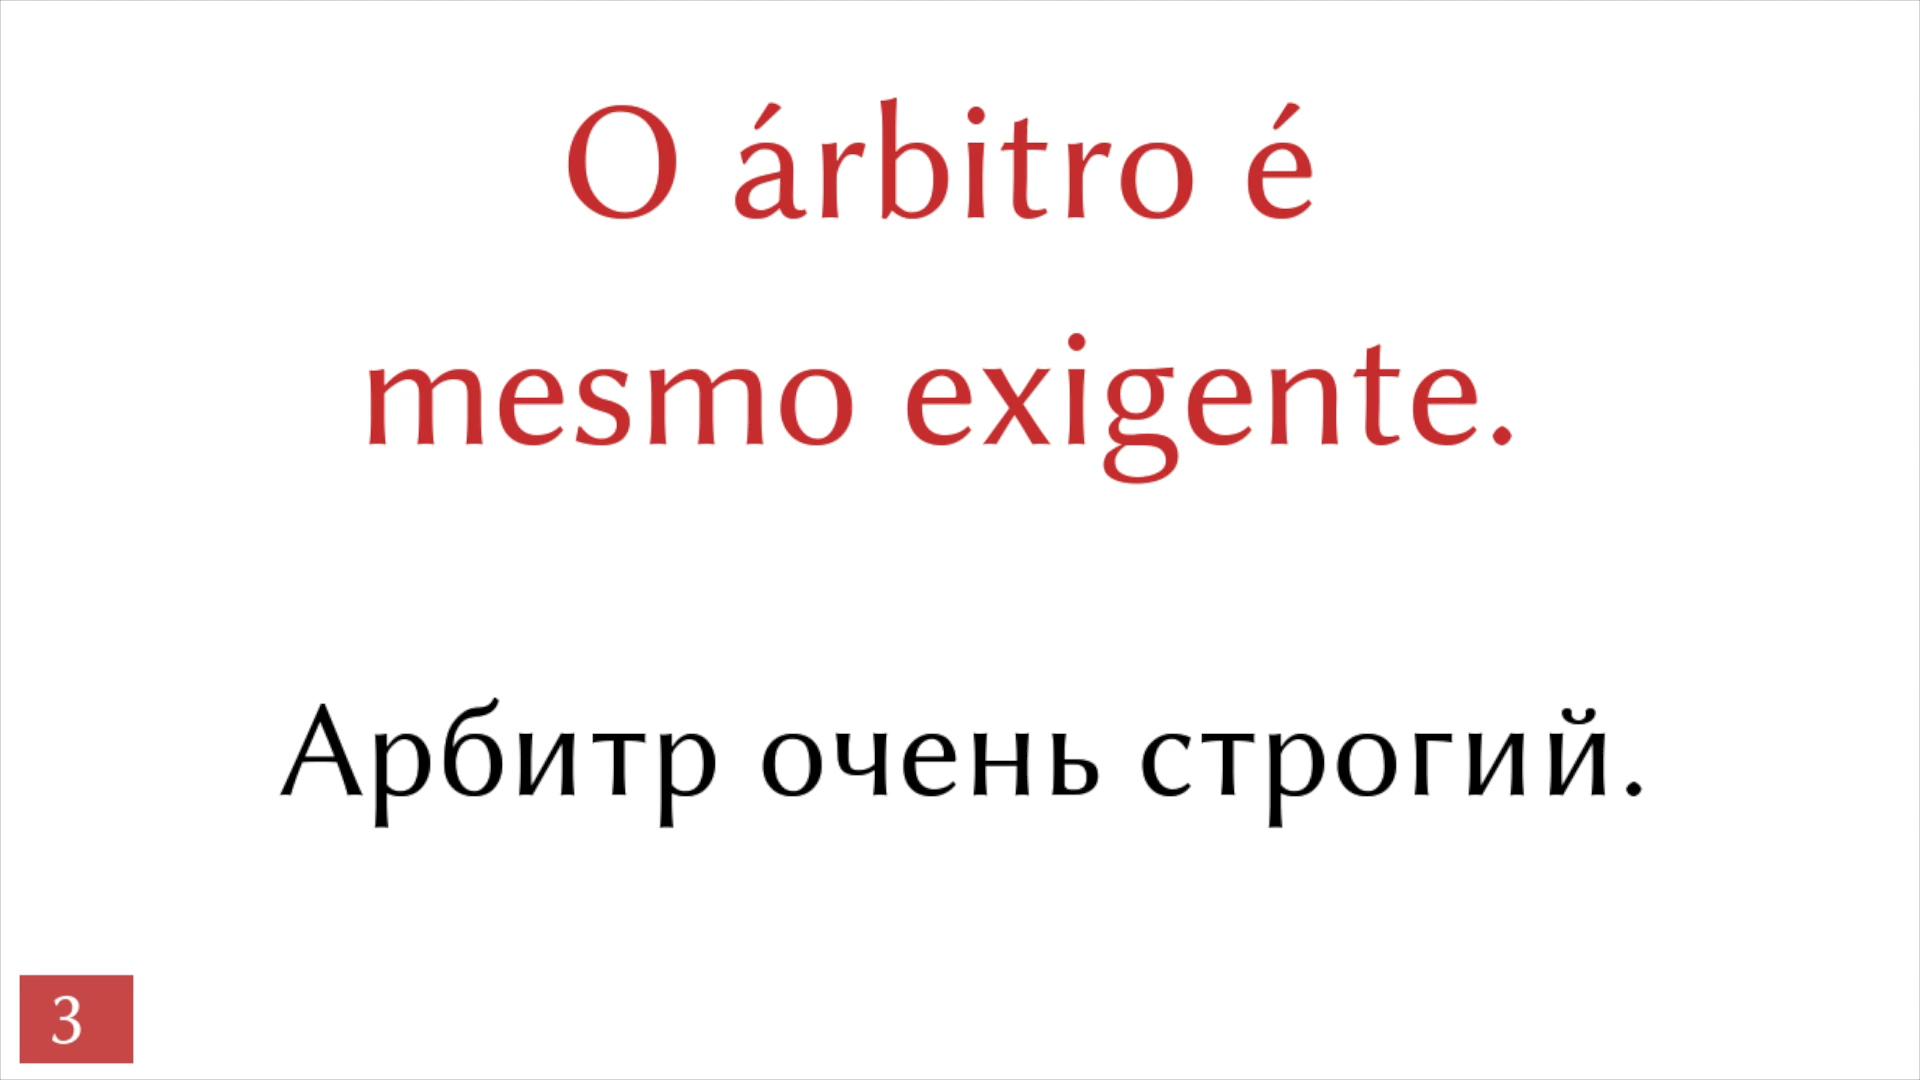 O árbitro é
mesmo exigente.
Арбитр очень строгий.
3